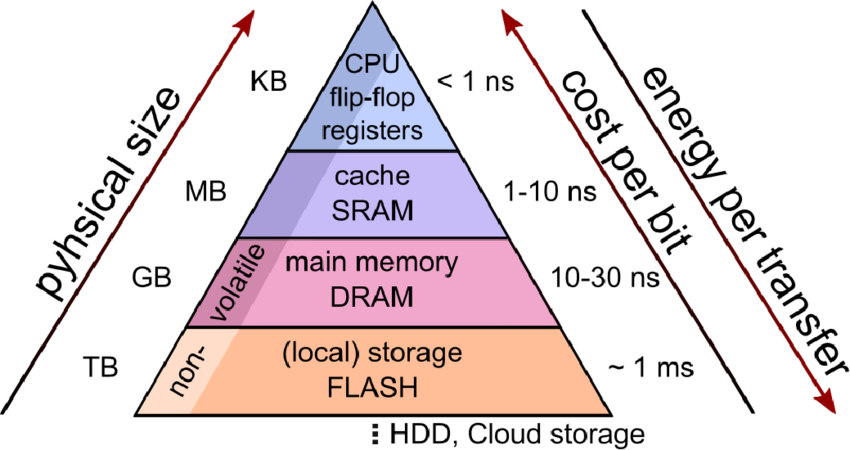 pyhsical size
KB
CPU
flip-flop
registers
< 1 ns
MB
cache
SRAM
1-10 ns
GB
volatile
main memory
DRAM
10-30 ns
TB
non-
(local) storage
FLASH
~ 1 ms
HDD, Cloud storage
cost per bit
energy per transfer